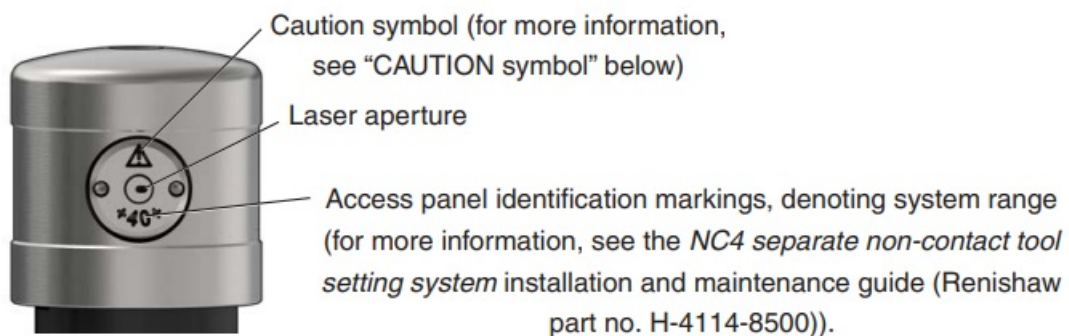 Caution symbol (for more information,
see “CAUTION symbol” below)
Laser aperture
Access panel identification markings, denoting system range
(for more information, see the NC4 separate non-contact tool
setting system installation and maintenance guide (Renishaw
part no. H-4114-8500)).